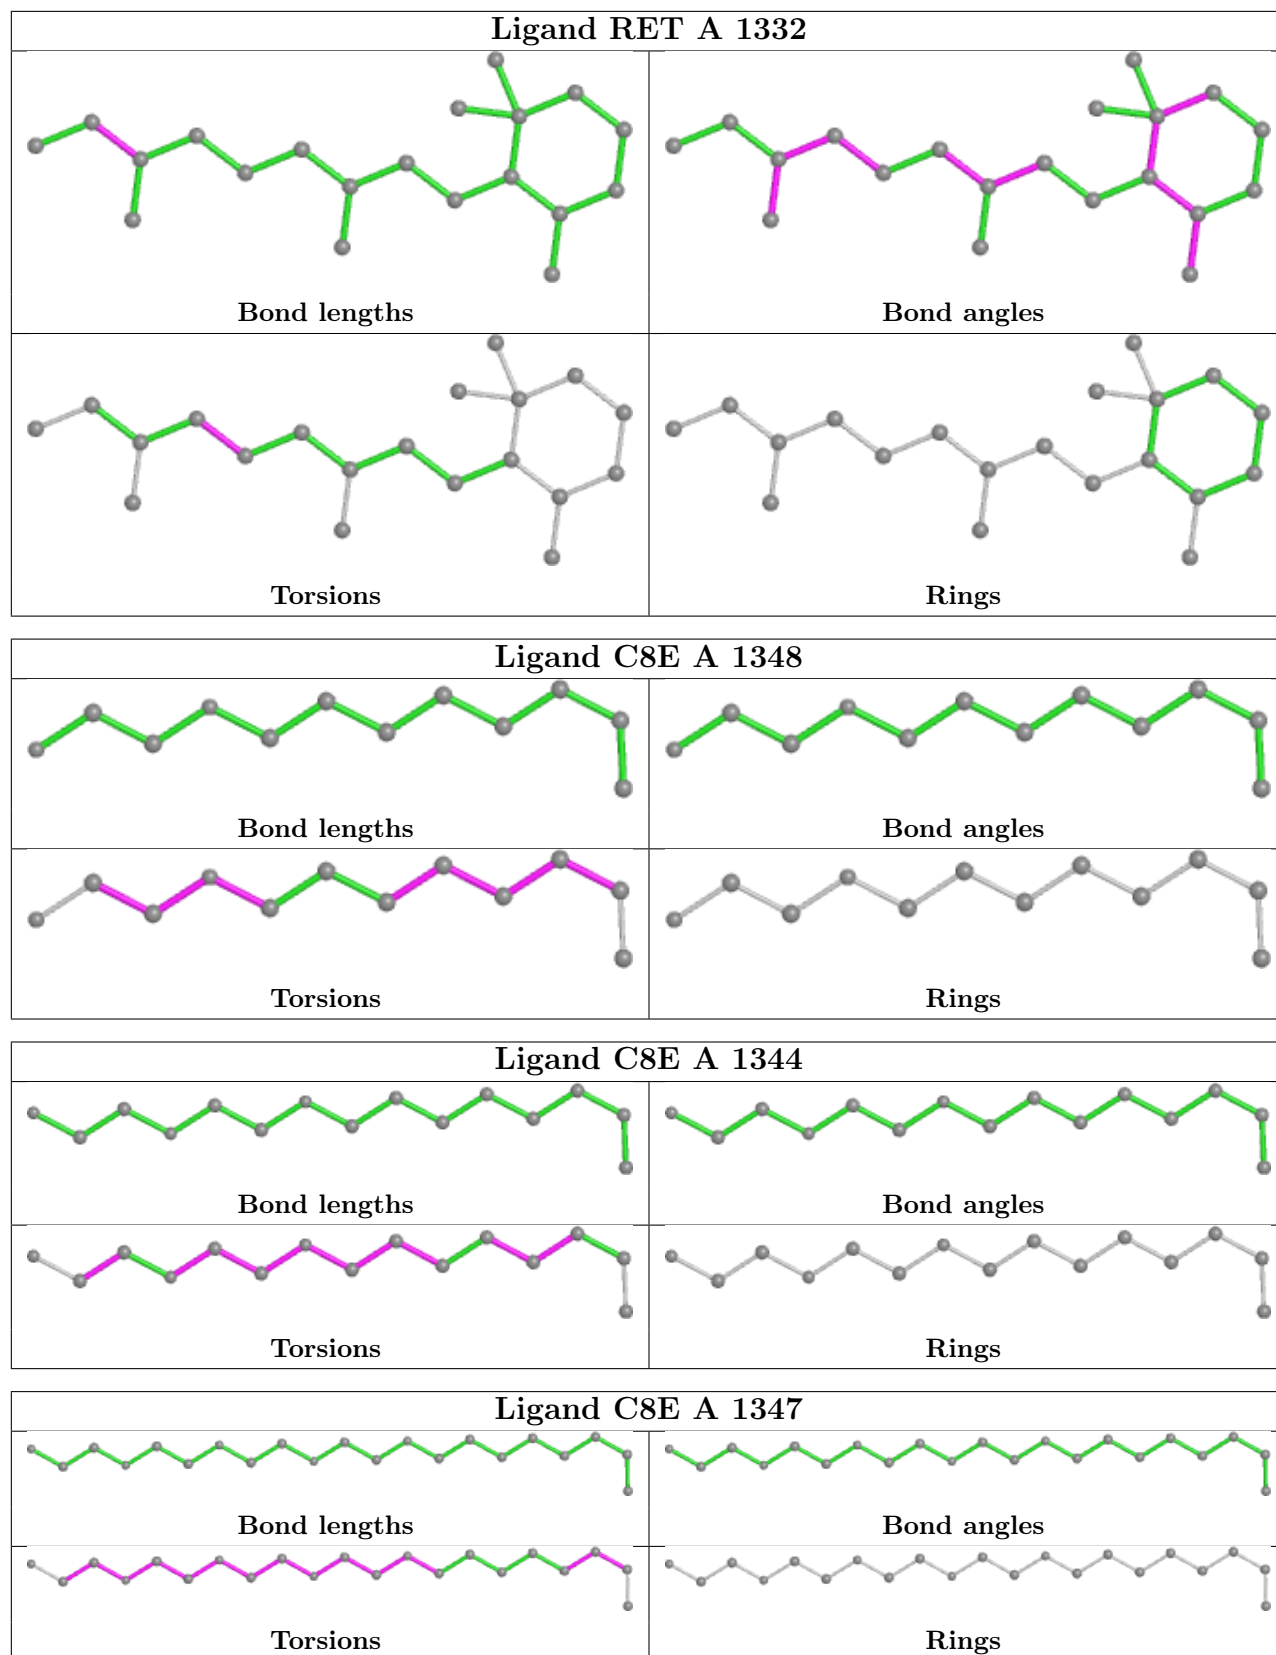 Ligand RET A 1332
Bond lengths
Bond angles
Torsions
Rings
Ligand C8E A 1348
Bond lengths
Bond angles
Torsions
Rings
Ligand C8E A 1344
Bond lengths
Bond angles
Torsions
Rings
Ligand C8E A 1347
Bond lengths
Bond angles
Torsions
Rings